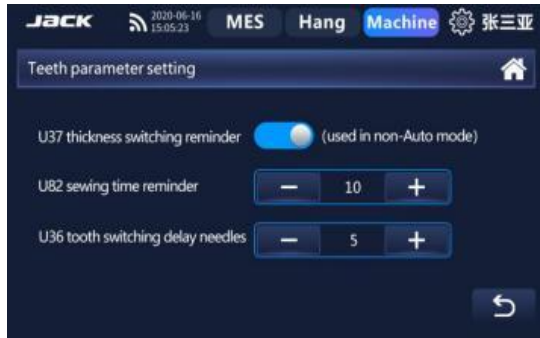 JACK 2020-06-16 15:05:23 MES Hang Machine 张三亚
Teeth parameter setting
U37 thickness switching reminder (used in non-Auto mode)
U82 sewing time reminder − 10 +
U36 tooth switching delay needles − 5 +